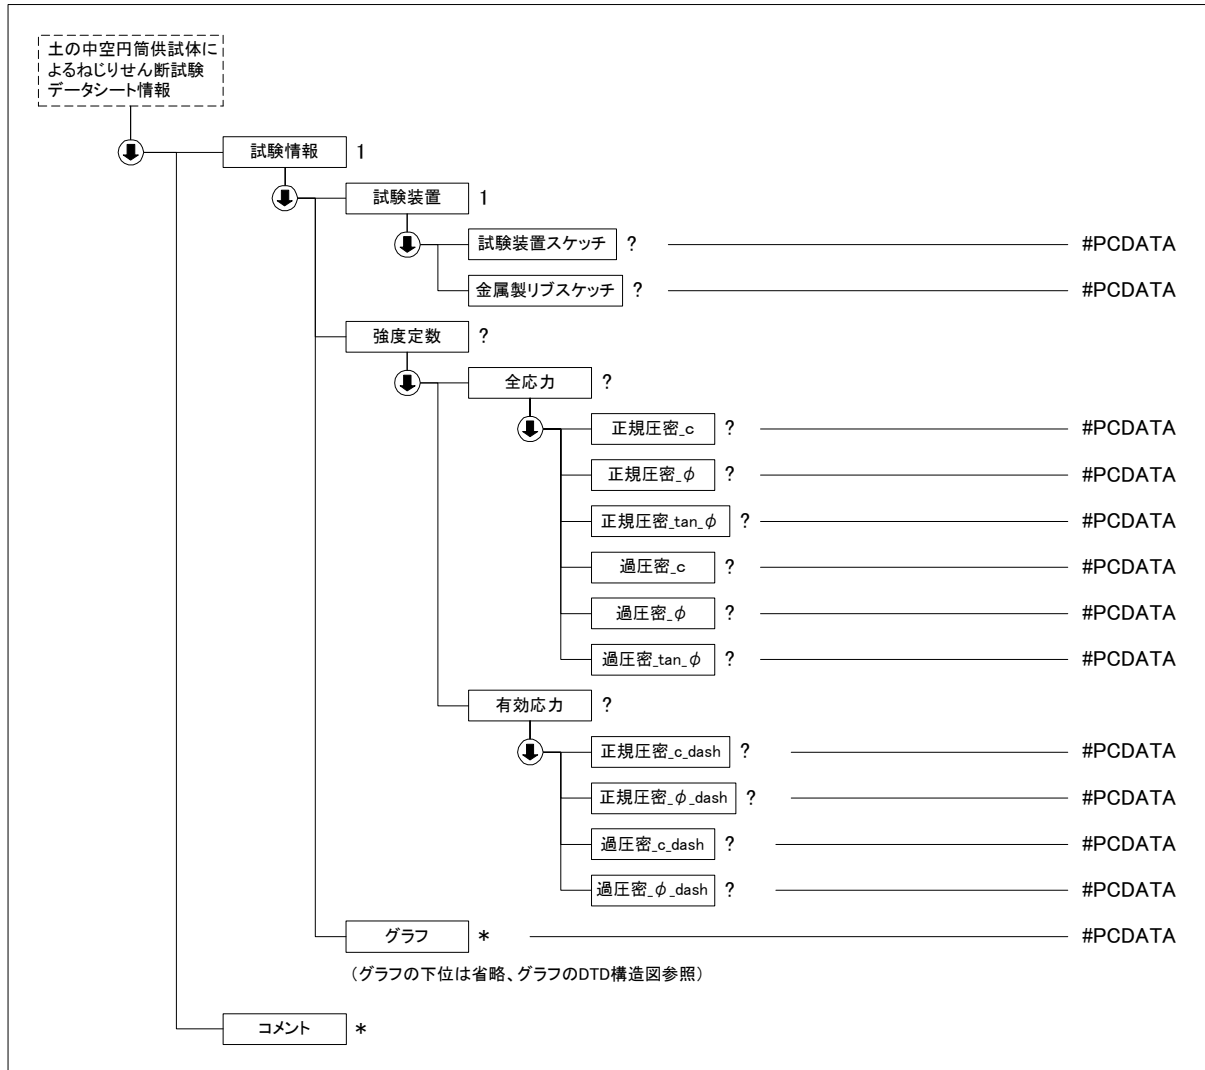 土の中空円筒供試体に
よるねじりせん断試験
データシート情報
試験情報 1
試験装置 1
試験装置スケッチ ? #PCDATA
金属製リブスケッチ ? #PCDATA
強度定数 ?
全応力 ?
正規圧密_c ? #PCDATA
正規圧密_φ ? #PCDATA
正規圧密_tan_φ ? #PCDATA
過圧密_c ? #PCDATA
過圧密_φ ? #PCDATA
過圧密_tan_φ ? #PCDATA
有効応力 ?
正規圧密_c_dash ? #PCDATA
正規圧密_φ_dash ? #PCDATA
過圧密_c_dash ? #PCDATA
過圧密_φ_dash ? #PCDATA
グラフ * #PCDATA
（グラフの下位は省略、グラフのDTD構造図参照）
コメント *